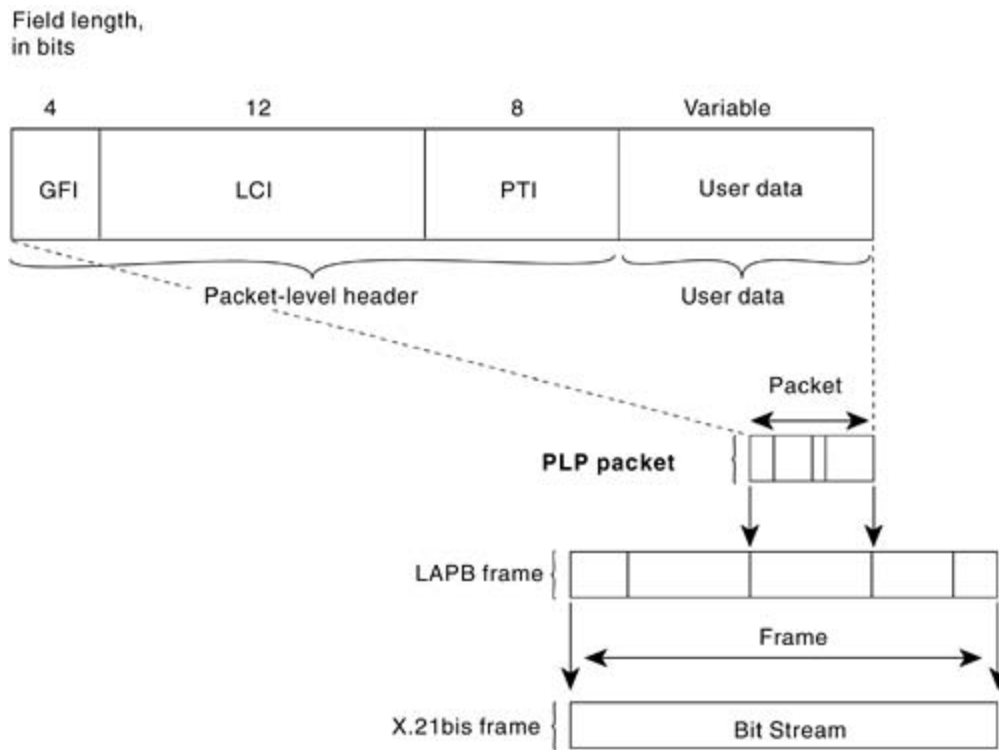 Field length,
in bits
4 12 8 Variable
GFI LCI PTI User data
Packet-level header User data
Packet
PLP packet
LAPB frame
Frame
X.21bis frame Bit Stream